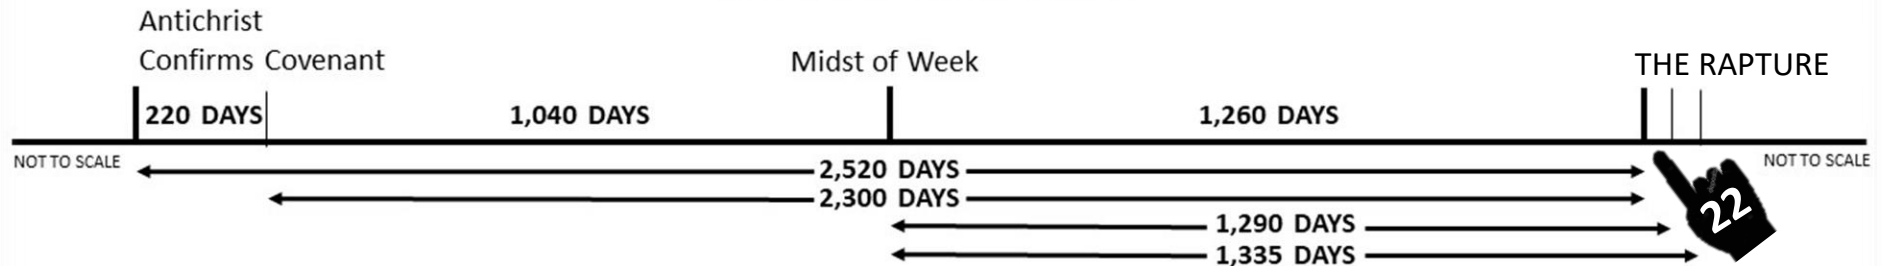 Antichrist
Confirms Covenant
Midst of Week
THE RAPTURE
220 DAYS
1,040 DAYS
1,260 DAYS
NOT TO SCALE
NOT TO SCALE
2,520 DAYS
2,300 DAYS
1,290 DAYS
1,335 DAYS
22